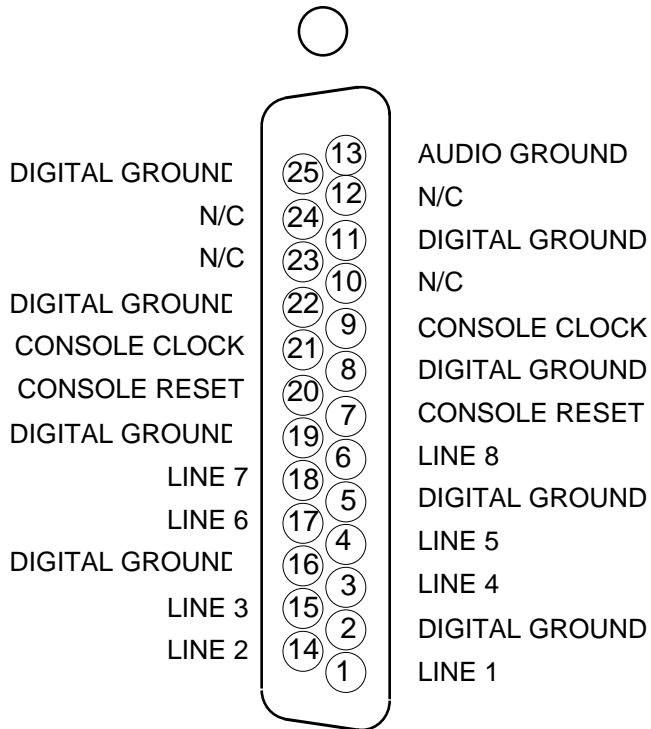 13 AUDIO GROUND
DIGITAL GROUND 25
12 N/C
N/C 24
11 DIGITAL GROUND
N/C 23
10 N/C
DIGITAL GROUND 22
9 CONSOLE CLOCK
CONSOLE CLOCK 21
8 DIGITAL GROUND
CONSOLE RESET 20
7 CONSOLE RESET
DIGITAL GROUND 19
6 LINE 8
LINE 7 18
5 DIGITAL GROUND
LINE 6 17
4 LINE 5
DIGITAL GROUND 16
3 LINE 4
LINE 3 15
2 DIGITAL GROUND
LINE 2 14
1 LINE 1